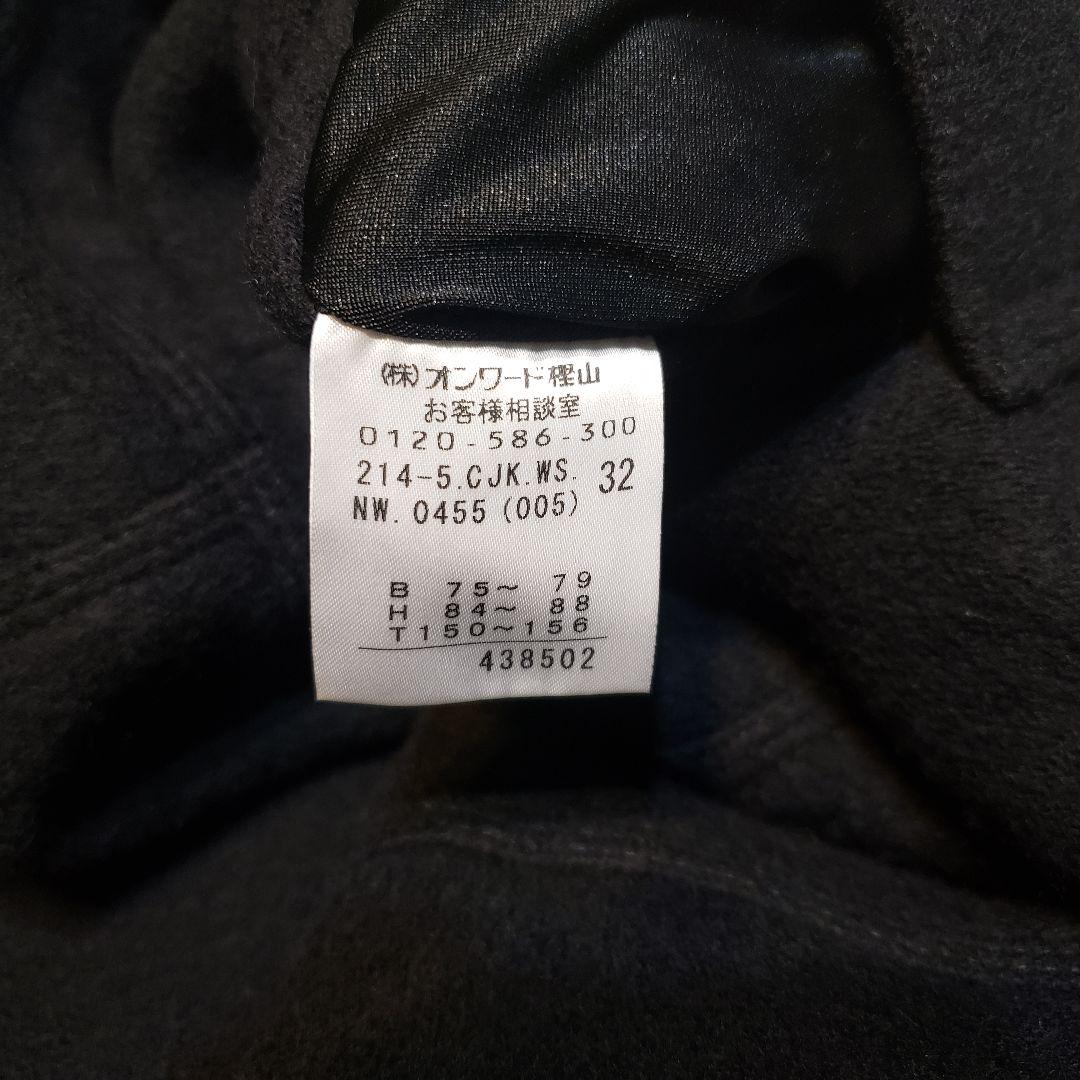 (株)オンワード樫山
お客様相談室
0120-586-300
214-5.CJK.WS. 32
NW. 0455 (005)
B 75~ 79
H 84~ 88
T150~156
438502